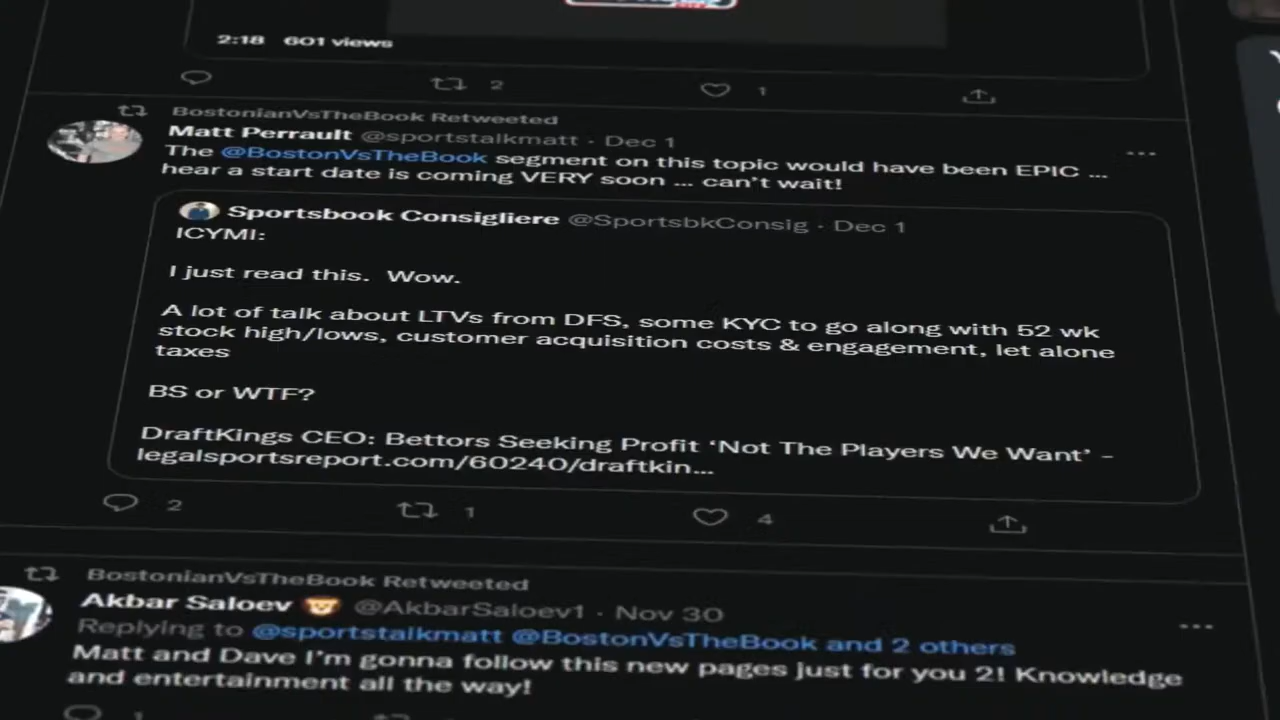 2:18 601 views
2 1
BostonianVsTheBook Retweeted
Matt Perrault @sportstalkmatt · Dec 1
The @BostonVsTheBook segment on this topic would have been EPIC ...
hear a start date is coming VERY soon ... can't wait!
Sportsbook Consigliere @SportsbkConsig · Dec 1
ICYMI:
I just read this. Wow.
A lot of talk about LTVs from DFS, some KYC to go along with 52 wk
stock high/lows, customer acquisition costs & engagement, let alone
taxes
BS or WTF?
DraftKings CEO: Bettors Seeking Profit ‘Not The Players We Want’ –
legalsportsreport.com/60240/draftkin...
2 1 4
BostonianVsTheBook Retweeted
Akbar Saloev @AkbarSaloev1 · Nov 30
Replying to @sportstalkmatt @BostonVsTheBook and 2 others
Matt and Dave I'm gonna follow this new pages just for you 2! Knowledge
and entertainment all the way!
1